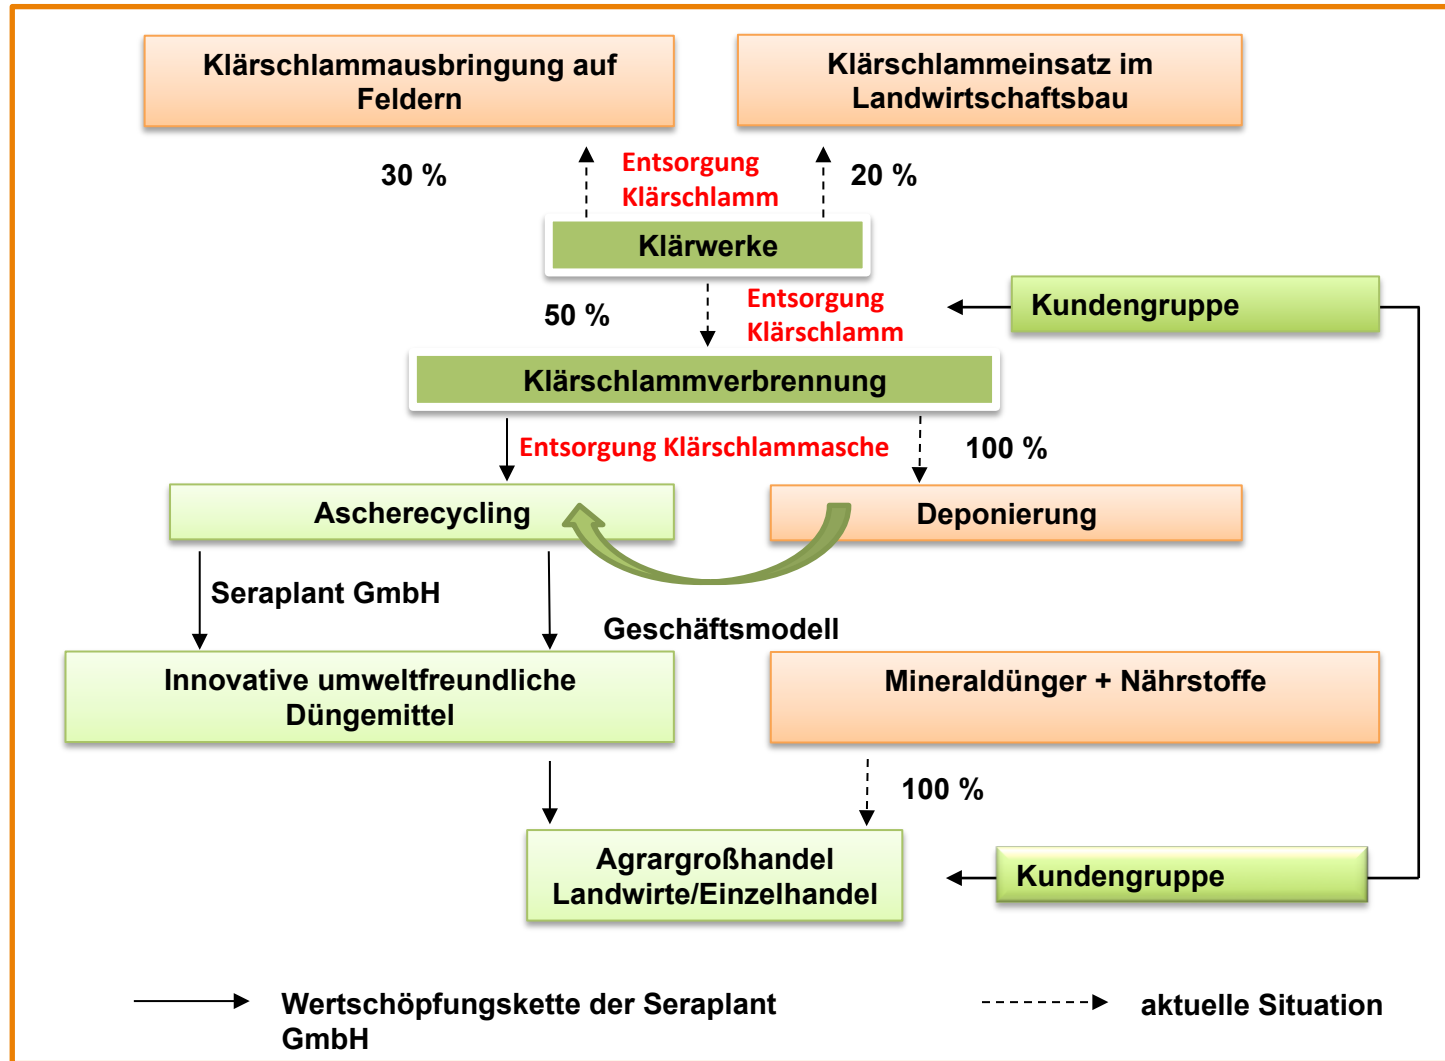 Klärschlammausbringung auf
Feldern
Klärschlammeinsatz im
Landwirtschaftsbau
30 %
Entsorgung
Klärschlamm
20 %
Klärwerke
50 %
Entsorgung
Klärschlamm
Kundengruppe
Klärschlammverbrennung
Entsorgung Klärschlammasche
100 %
Ascherecycling
Deponierung
Seraplant GmbH
Geschäftsmodell
Innovative umweltfreundliche
Düngemittel
Mineraldünger + Nährstoffe
100 %
Agrargroßhandel
Landwirte/Einzelhandel
Kundengruppe
Wertschöpfungskette der Seraplant
GmbH
aktuelle Situation